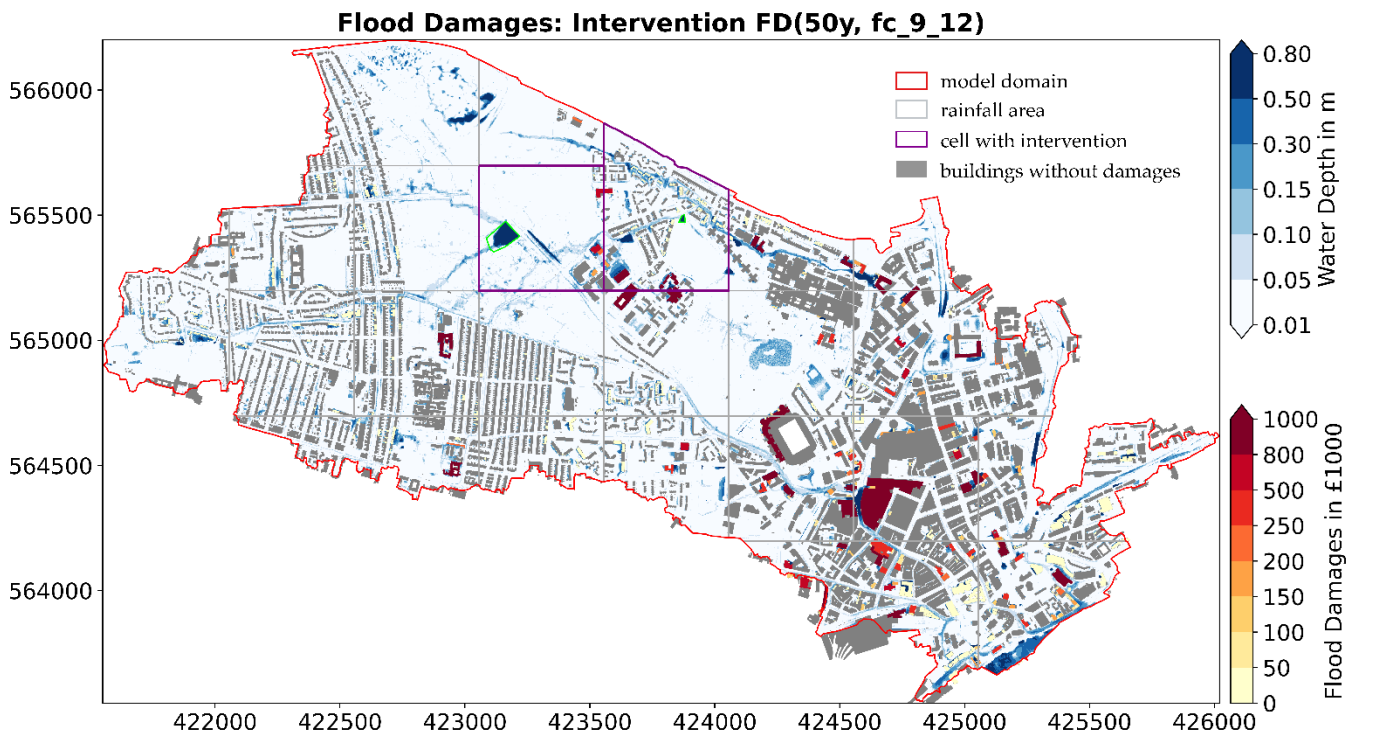 Flood Damages: Intervention FD(50y, fc_9_12)
566000
565500
565000
564500
564000
422000 422500 423000 423500 424000 424500 425000 425500 426000
model domain
rainfall area
cell with intervention
buildings without damages
0.80
0.50
0.30
0.15
0.10
0.05
0.01
Water Depth in m
1000
800
500
250
200
150
100
50
0
Flood Damages in £1000